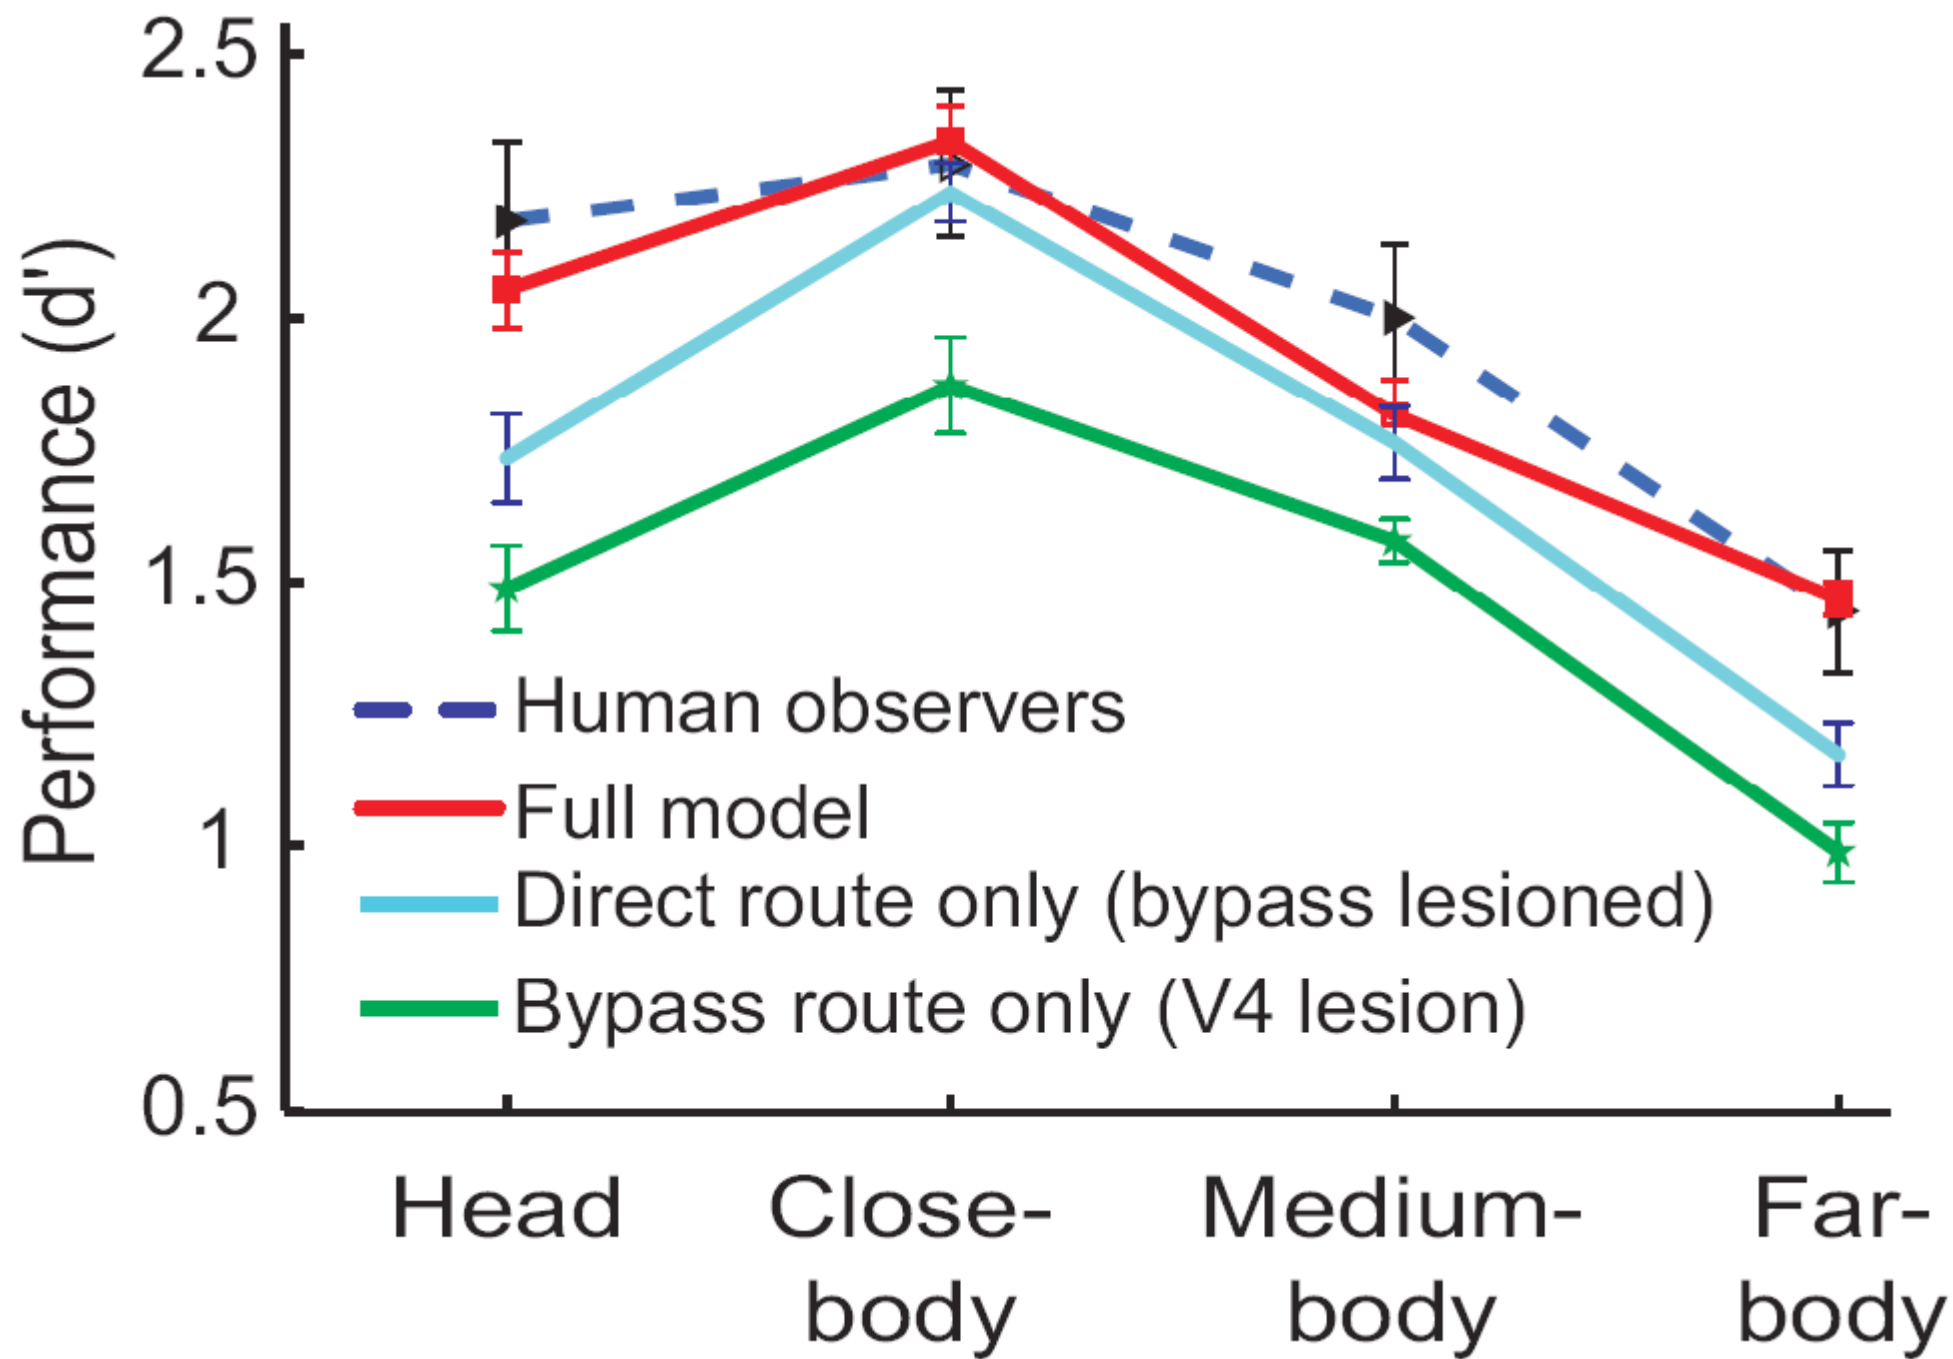 Performance (d')
2.5
2
1.5
1
0.5
Human observers
Full model
Direct route only (bypass lesioned)
Bypass route only (V4 lesion)
Head
Close-
body
Medium-
body
Far-
body